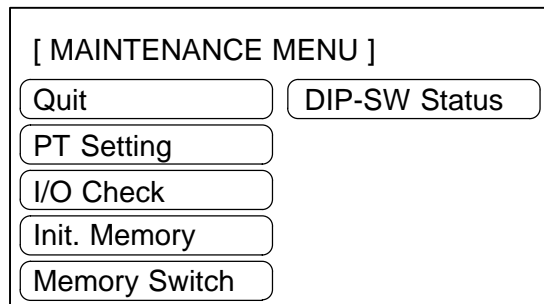 [ MAINTENANCE MENU ]
Quit
DIP-SW Status
PT Setting
I/O Check
Init. Memory
Memory Switch